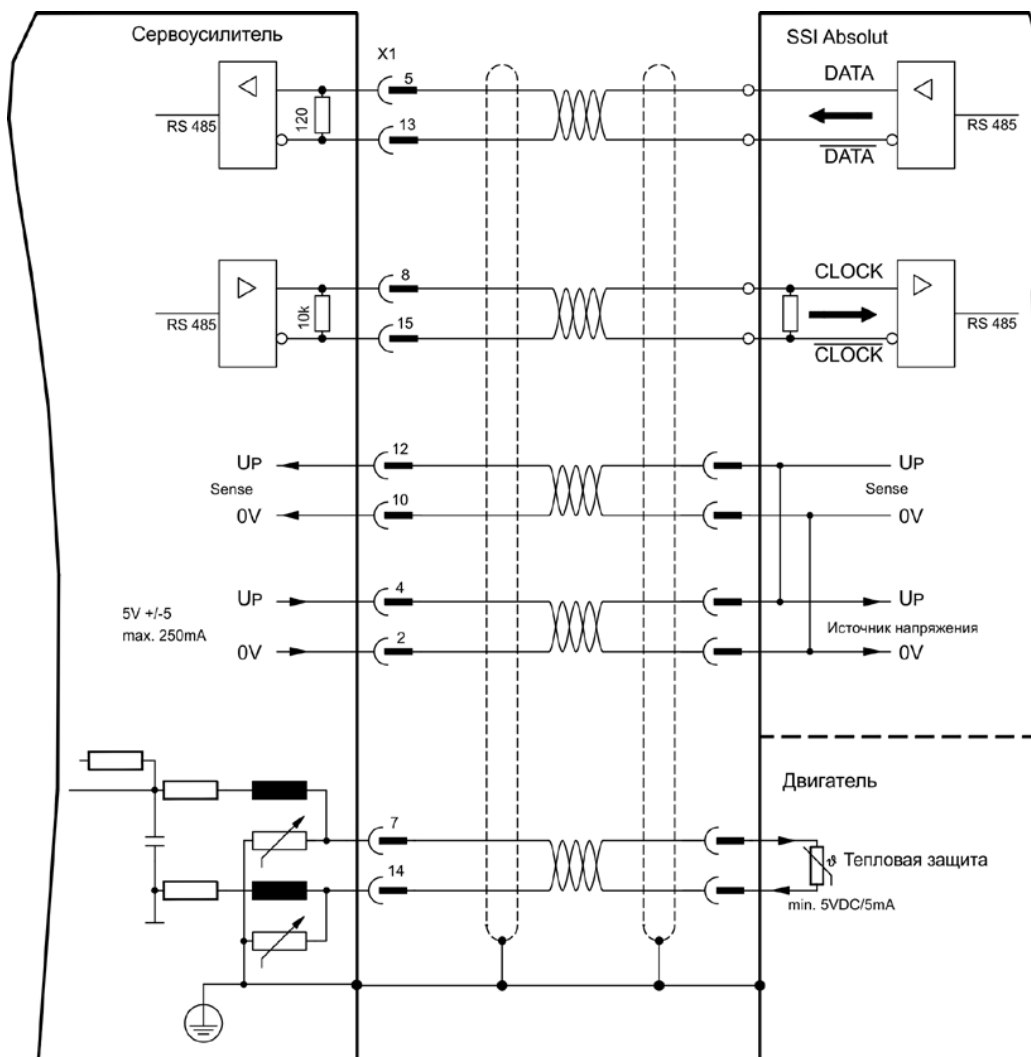 Сервоусилитель
X1
SSI Absolut
5
DATA
RS 485
120
13
DATA
RS 485
8
CLOCK
RS 485
10k
15
CLOCK
RS 485
12
UP
UP
Sense
Sense
10
0V
0V
4
UP
UP
5V +/-5
max. 250mA
2
Источник напряжения
0V
0V
Двигатель
7
ϑ Тепловая защита
14
min. 5VDC/5mA